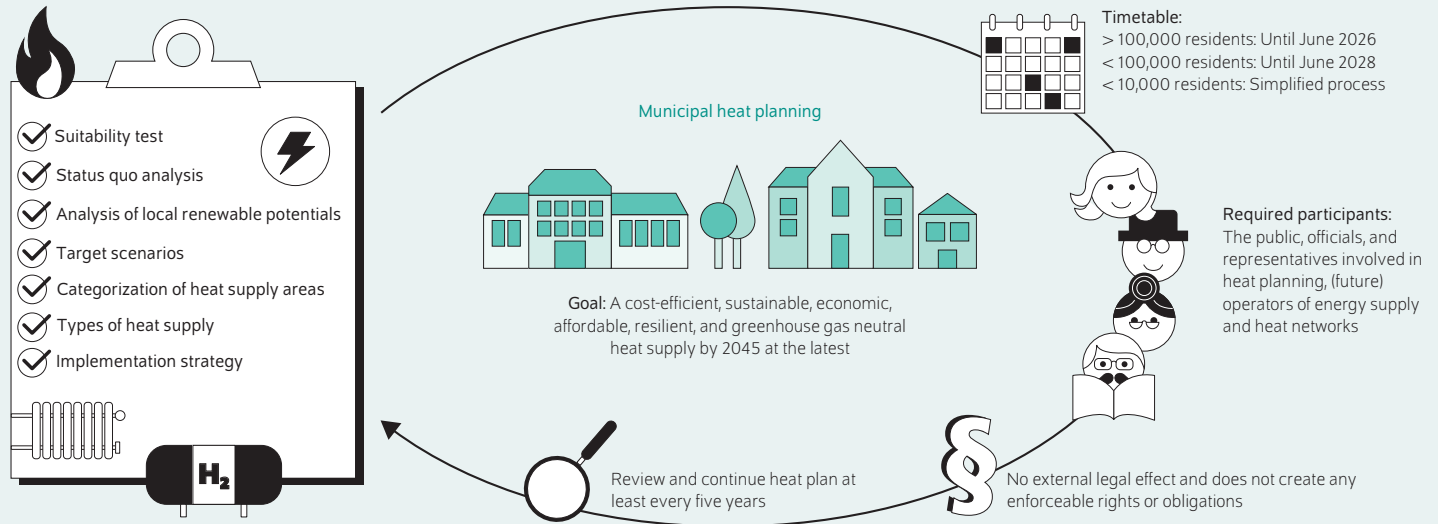 Suitability test
Status quo analysis
Analysis of local renewable potentials
Target scenarios
Categorization of heat supply areas
Types of heat supply
Implementation strategy
H₂
Municipal heat planning
Goal: A cost-efficient, sustainable, economic,
affordable, resilient, and greenhouse gas neutral
heat supply by 2045 at the latest
Timetable:
> 100,000 residents: Until June 2026
< 100,000 residents: Until June 2028
< 10,000 residents: Simplified process
Required participants:
The public, officials, and
representatives involved in
heat planning, (future)
operators of energy supply
and heat networks
§
No external legal effect and does not create any
enforceable rights or obligations
Review and continue heat plan at
least every five years